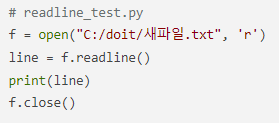 # readline_test.py
f = open("C:/doit/새파일.txt", 'r')
line = f.readline()
print(line)
f.close()